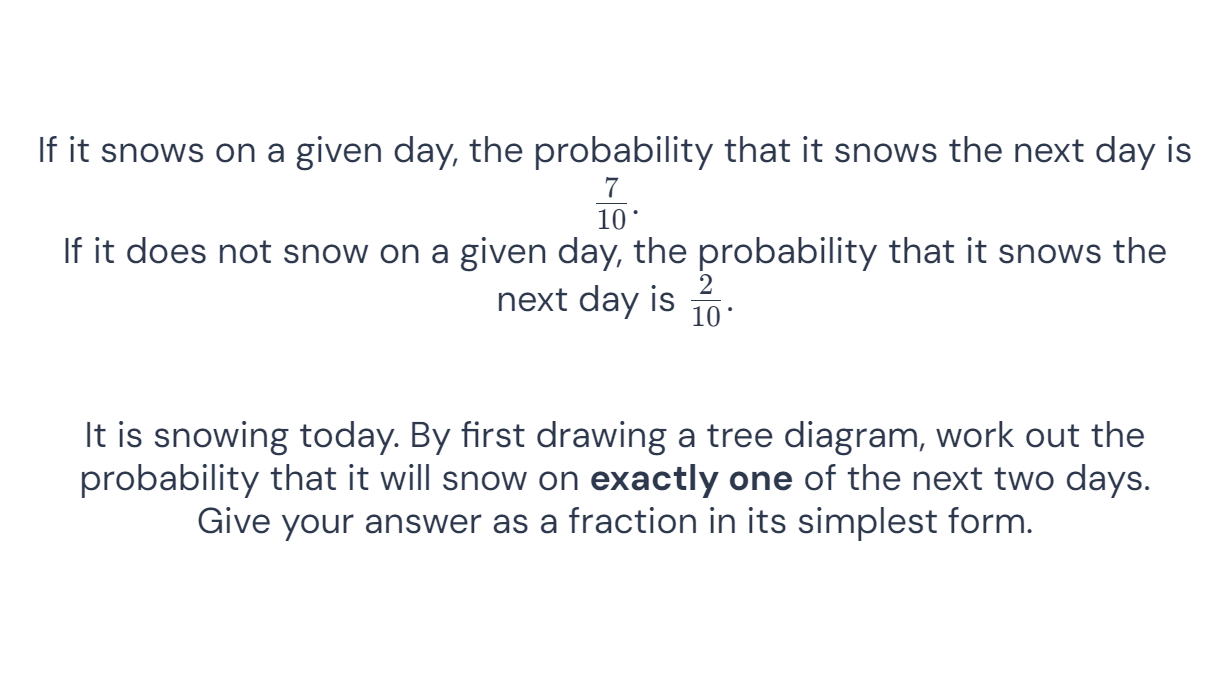 If it snows on a given day, the probability that it snows the next day is
7/10.
If it does not snow on a given day, the probability that it snows the
next day is 2/10.
It is snowing today. By first drawing a tree diagram, work out the
probability that it will snow on exactly one of the next two days.
Give your answer as a fraction in its simplest form.